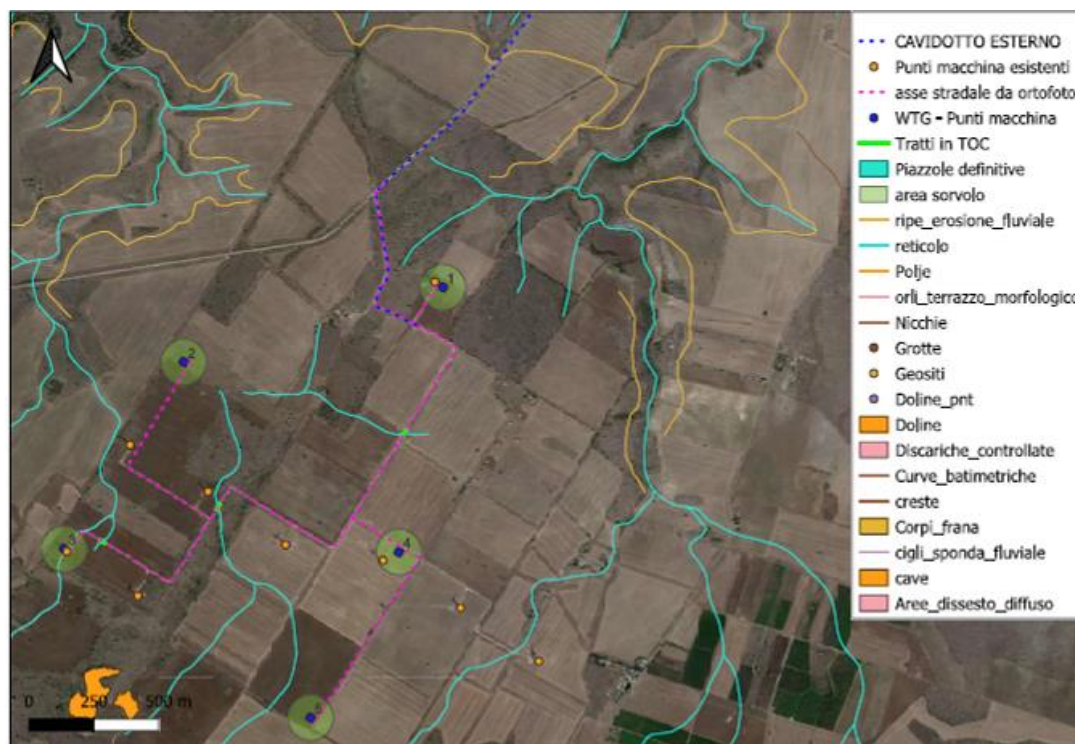 CAVIDOTTO ESTERNO
Punti macchina esistenti
asse stradale da ortofoto
WTG - Punti macchina
Tratti in TOC
Piazzole definitive
area sorvolo
ripe_erosione_fluviale
reticolo
Polje
orli_terrazzo_morfologico
Nicchie
Grotte
Geositi
Doline_pnt
Doline
Discariche_controllate
Curve_batimetriche
creste
Corpi_frana
cigli_sponda_fluviale
cave
Aree_dissesto_diffuso
1
2
4
0 250 500 m